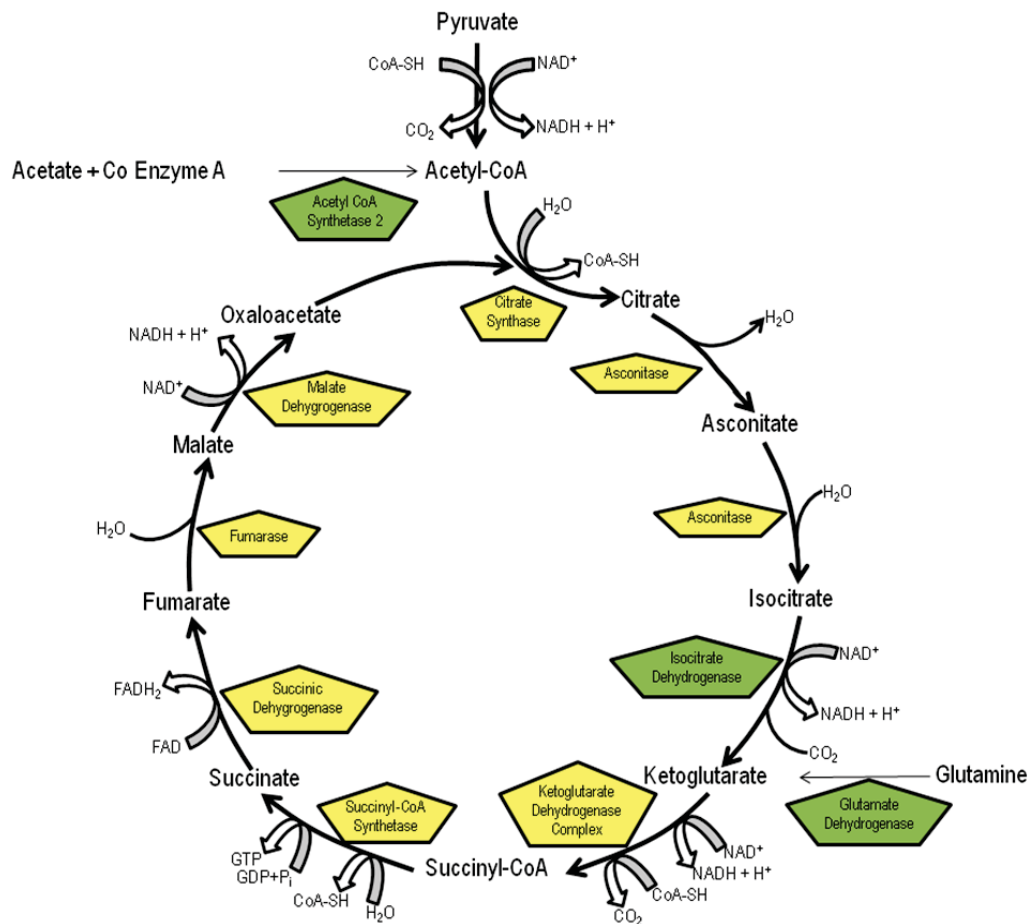 Pyruvate
CoA-SH
NAD⁺
CO₂
NADH + H⁺
Acetate + Co Enzyme A
Acetyl-CoA
Acetyl CoA
Synthetase 2
H₂O
CoA-SH
Citrate
Synthase
Citrate
Oxaloacetate
NADH + H⁺
NAD⁺
Malate
Dehygrogenase
H₂O
Asconitase
Malate
Asconitate
H₂O
Fumarase
Asconitase
H₂O
Fumarate
Isocitrate
Isocitrate
Dehydrogenase
NAD⁺
NADH + H⁺
CO₂
FADH₂
Succinic
Dehygrogenase
FAD
Succinate
Ketoglutarate
Glutamine
Glutamate
Dehydrogenase
Succinyl-CoA
Synthetase
Ketoglutarate
Dehydrogenase
Complex
NAD⁺
NADH + H⁺
GTP
GDP+Pᵢ
Succinyl-CoA
CoA-SH
H₂O
CoA-SH
CO₂